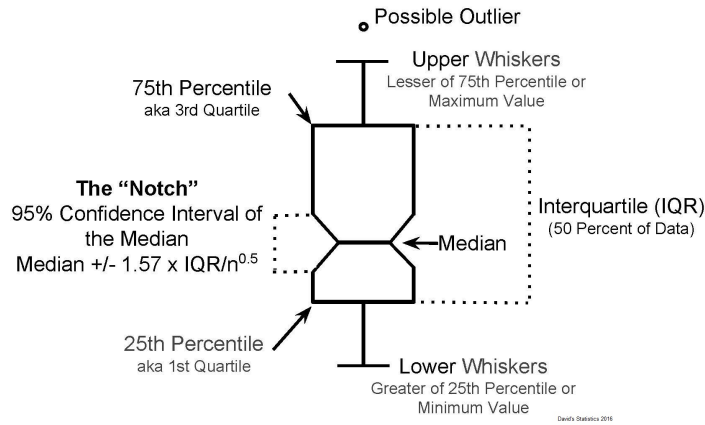 Possible Outlier
Upper Whiskers
Lesser of 75th Percentile or
Maximum Value
75th Percentile
aka 3rd Quartile
The “Notch”
95% Confidence Interval of
the Median
Median +/- 1.57 x IQR/n^0.5
Interquartile (IQR)
(50 Percent of Data)
Median
25th Percentile
aka 1st Quartile
Lower Whiskers
Greater of 25th Percentile or
Minimum Value
David's Statistics 2016